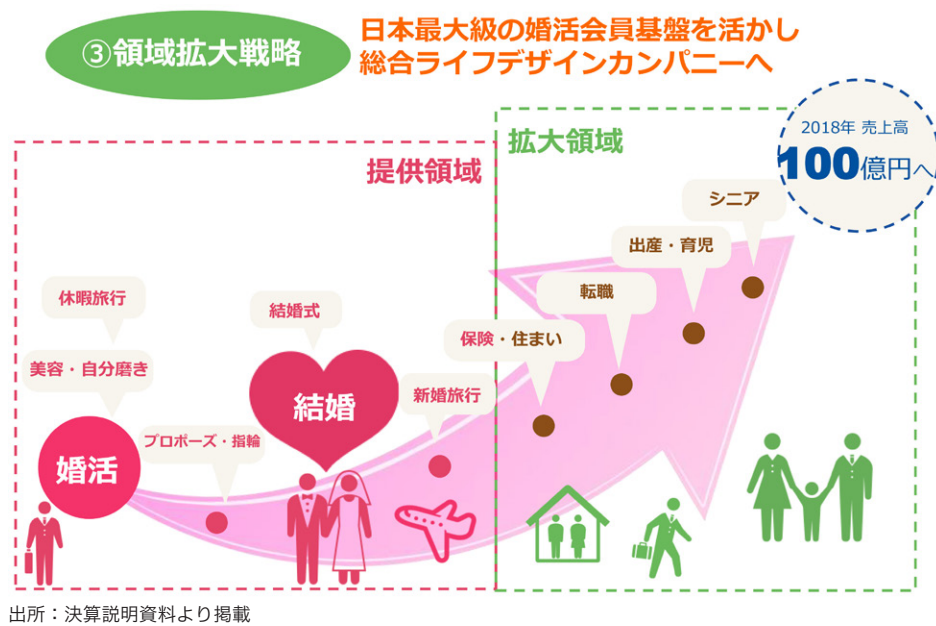 ③領域拡大戦略
日本最大級の婚活会員基盤を活かし
総合ライフデザインカンパニーへ
提供領域
拡大領域
2018年 売上高
100億円へ
シニア
出産・育児
転職
保険・住まい
休暇旅行
結婚式
美容・自分磨き
新婚旅行
結婚
プロポーズ・指輪
婚活
出所：決算説明資料より掲載